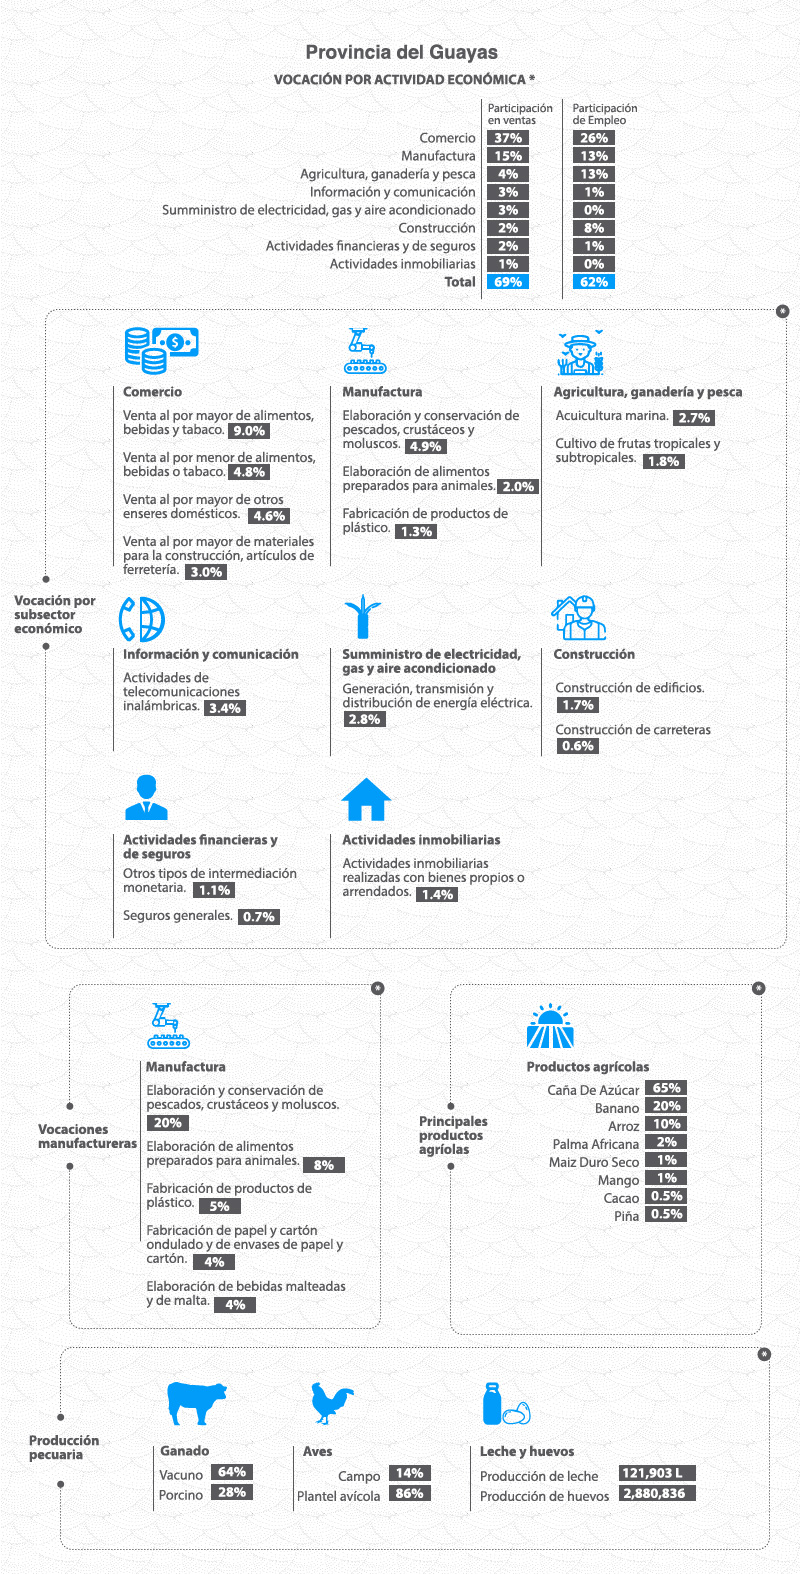 Provincia del Guayas
VOCACIÓN POR ACTIVIDAD ECONÓMICA *
Participación
en ventas
Participación
de Empleo
Comercio 37% 26%
Manufactura 15% 13%
Agricultura, ganadería y pesca 4% 13%
Información y comunicación 3% 1%
Sumministro de electricidad, gas y aire acondicionado 3% 0%
Construcción 2% 8%
Actividades financieras y de seguros 2% 1%
Actividades inmobiliarias 1% 0%
Total 69% 62%
*
Vocación por
subsector
económico
$
Comercio
Venta al por mayor de alimentos,
bebidas y tabaco. 9.0%
Venta al por menor de alimentos,
bebidas o tabaco. 4.8%
Venta al por mayor de otros
enseres domésticos. 4.6%
Venta al por mayor de materiales
para la construcción, artículos de
ferretería. 3.0%
Manufactura
Elaboración y conservación de
pescados, crustáceos y
moluscos. 4.9%
Elaboración de alimentos
preparados para animales. 2.0%
Fabricación de productos de
plástico. 1.3%
Agricultura, ganadería y pesca
Acuicultura marina. 2.7%
Cultivo de frutas tropicales y
subtropicales. 1.8%
Información y comunicación
Actividades de
telecomunicaciones
inalámbricas. 3.4%
Sumministro de electricidad,
gas y aire acondicionado
Generación, transmisión y
distribución de energía eléctrica.
2.8%
Construcción
Construcción de edificios.
1.7%
Construcción de carreteras
0.6%
Actividades financieras y
de seguros
Otros tipos de intermediación
monetaria. 1.1%
Seguros generales. 0.7%
Actividades inmobiliarias
Actividades inmobiliarias
realizadas con bienes propios o
arrendados. 1.4%
*
Vocaciones
manufactureras
Manufactura
Elaboración y conservación de
pescados, crustáceos y moluscos.
20%
Elaboración de alimentos
preparados para animales. 8%
Fabricación de productos de
plástico. 5%
Fabricación de papel y cartón
ondulado y de envases de papel y
cartón. 4%
Elaboración de bebidas malteadas
y de malta. 4%
*
Principales
productos
agríolas
Productos agrícolas
Caña De Azúcar 65%
Banano 20%
Arroz 10%
Palma Africana 2%
Maiz Duro Seco 1%
Mango 1%
Cacao 0.5%
Piña 0.5%
*
Producción
pecuaria
Ganado
Vacuno 64%
Porcino 28%
Aves
Campo 14%
Plantel avícola 86%
Leche y huevos
Producción de leche 121,903 L
Producción de huevos 2,880,836